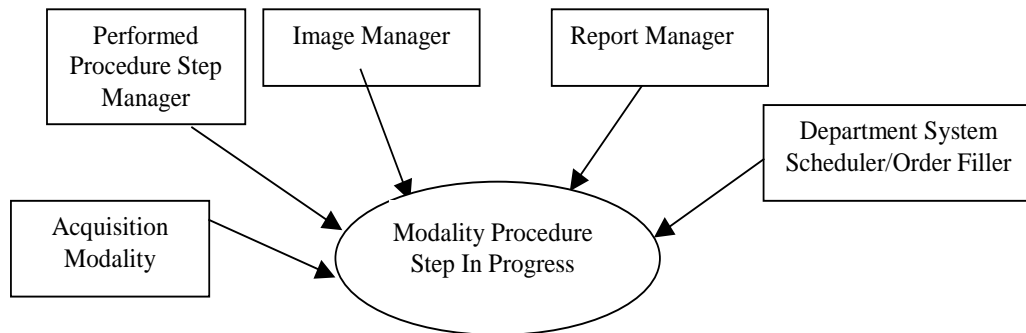 Performed
Procedure Step
Manager
Image Manager
Report Manager
Department System
Scheduler/Order Filler
Acquisition
Modality
Modality Procedure
Step In Progress